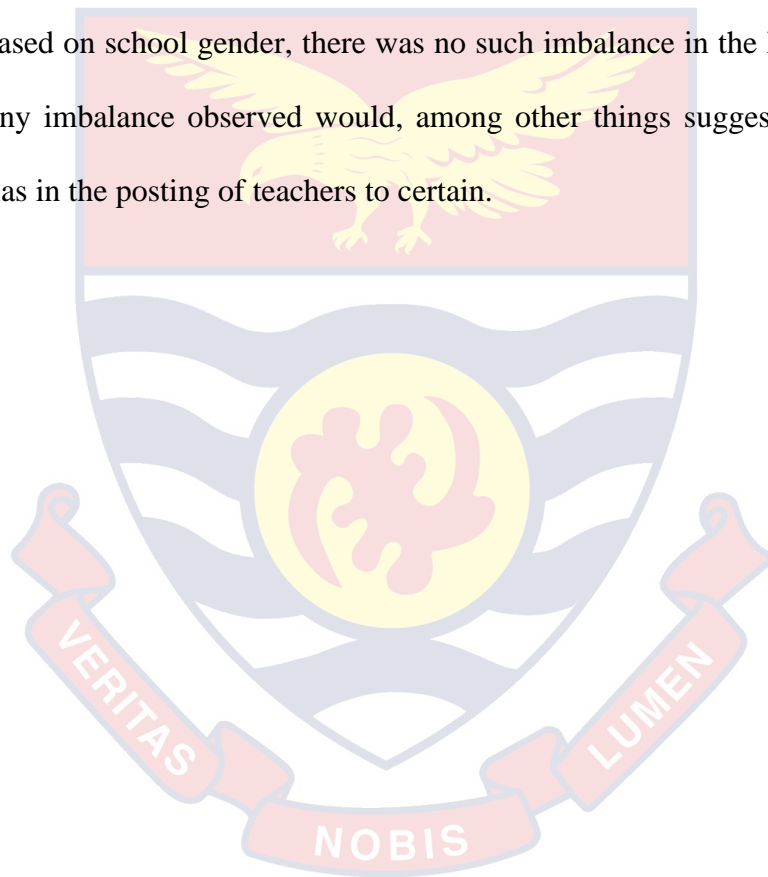 ased on school gender, there was no such imbalance in the
ny imbalance observed would, among other things sugges
as in the posting of teachers to certain.
VERITAS
NOBIS
LUMEN